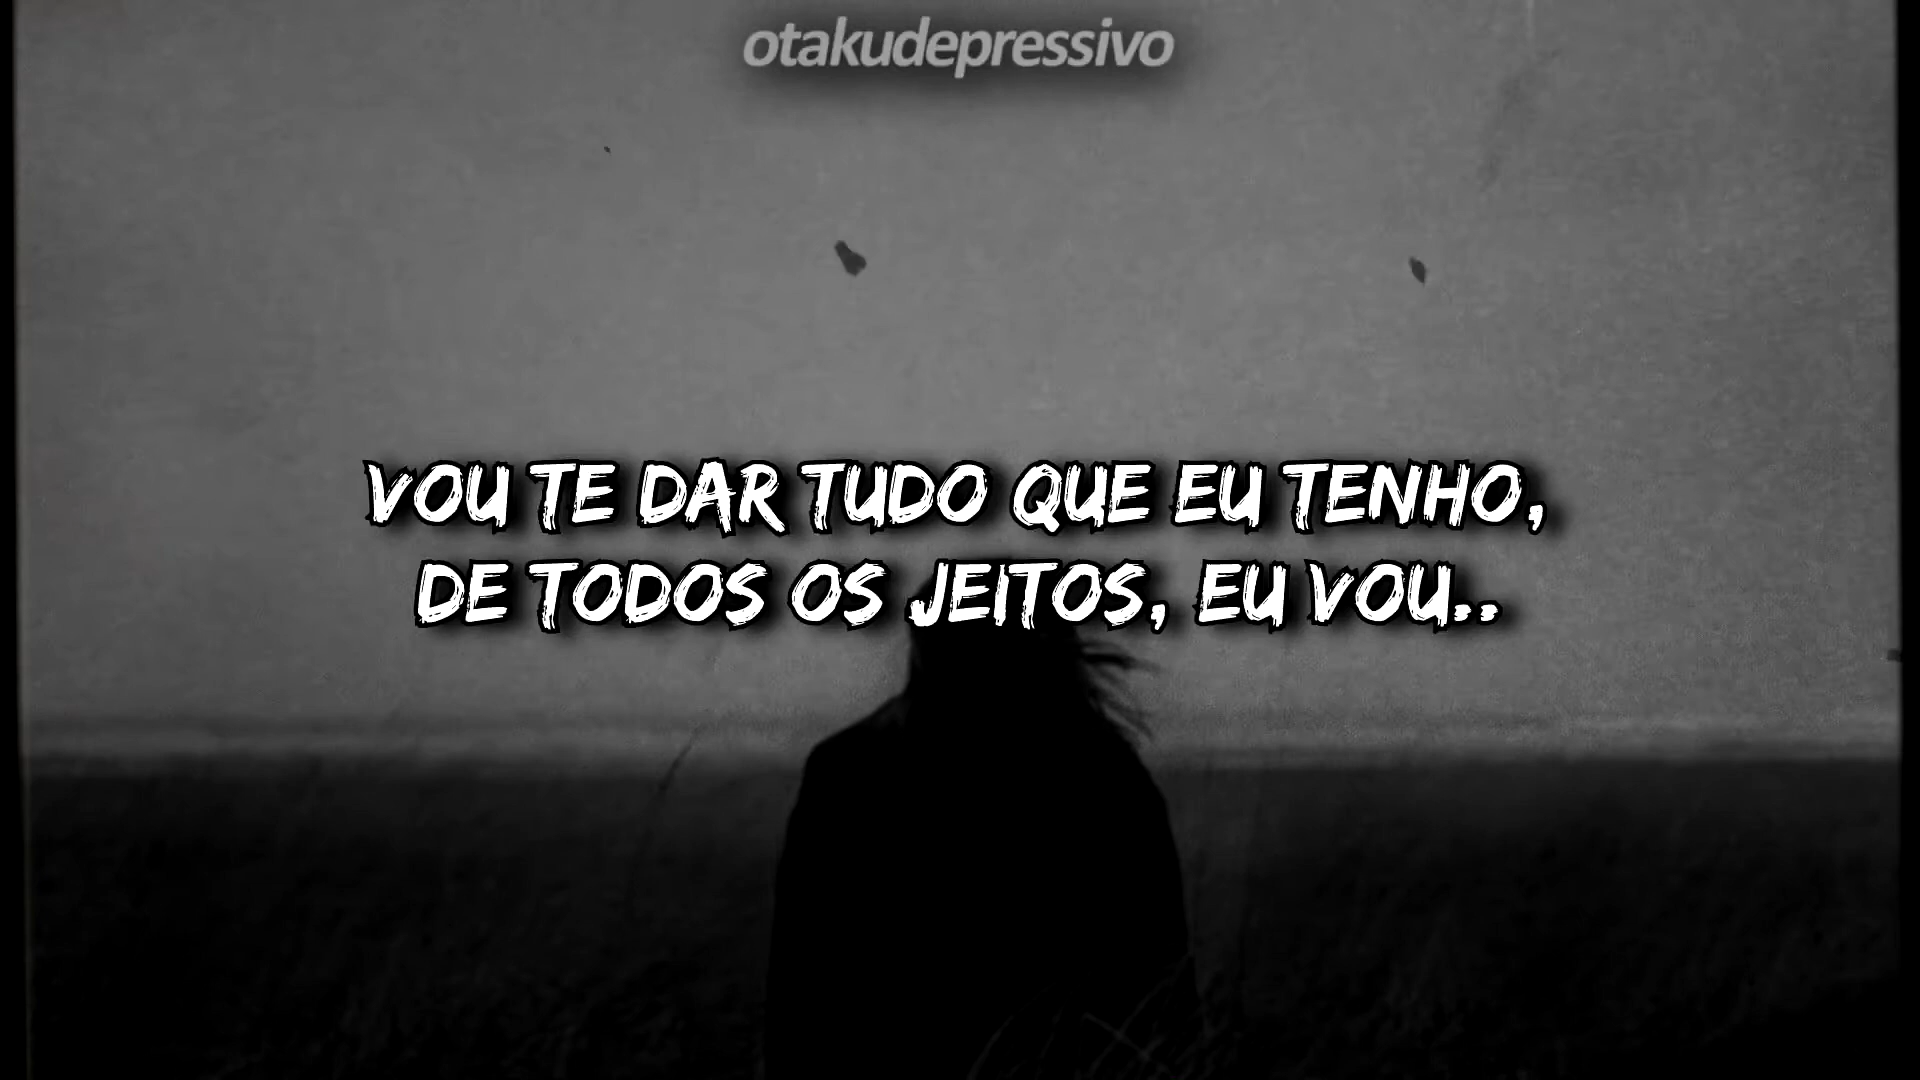 otakudepressivo
VOU TE DAR TUDO QUE EU TENHO,
DE TODOS OS JEITOS, EU VOU..